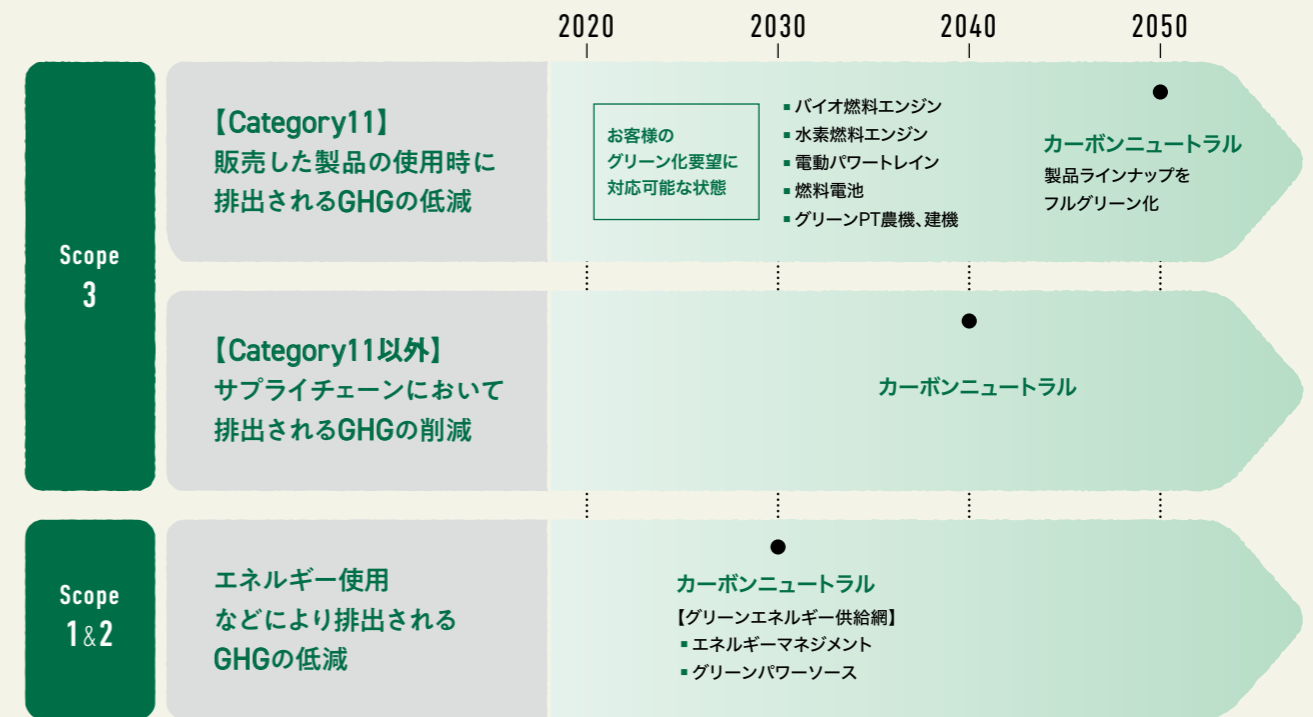 2020
2030
2040
2050
Scope
3
【Category11】
販売した製品の使用時に
排出されるGHGの低減
お客様の
グリーン化要望に
対応可能な状態
▪バイオ燃料エンジン
▪水素燃料エンジン
▪電動パワートレイン
▪燃料電池
▪グリーンPT農機、建機
カーボンニュートラル
製品ラインナップを
フルグリーン化
【Category11以外】
サプライチェーンにおいて
排出されるGHGの削減
カーボンニュートラル
Scope
1&2
エネルギー使用
などにより排出される
GHGの低減
カーボンニュートラル
【グリーンエネルギー供給網】
▪エネルギーマネジメント
▪グリーンパワーソース